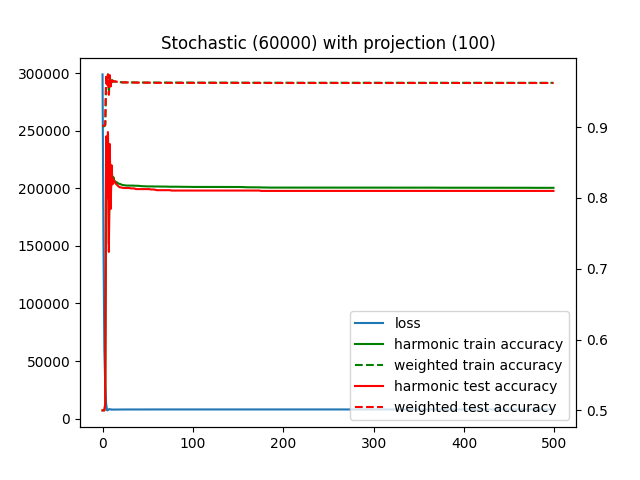 Stochastic (60000) with projection (100)
300000
250000
200000
150000
100000
50000
0
0.9
0.8
0.7
0.6
0.5
loss
harmonic train accuracy
weighted train accuracy
harmonic test accuracy
weighted test accuracy
0 100 200 300 400 500